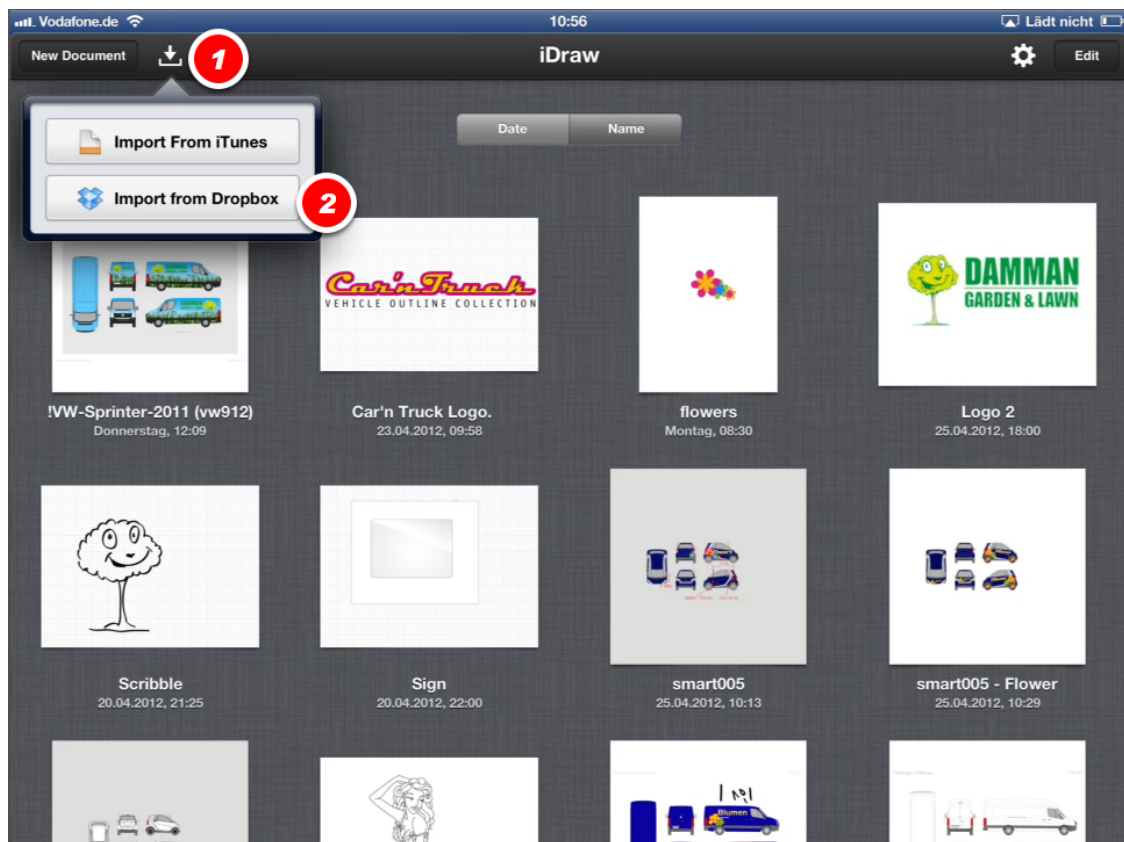 Vodafone.de
10:56
Lädt nicht
New Document
1
iDraw
Edit
Import From iTunes
Import from Dropbox
2
Date
Name
Car'n Truck
VEHICLE OUTLINE COLLECTION
DAMMAN
GARDEN & LAWN
!VW-Sprinter-2011 (vw912)
Donnerstag, 12:09
Car'n Truck Logo.
23.04.2012, 09:58
flowers
Montag, 08:30
Logo 2
25.04.2012, 18:00
Scribble
20.04.2012, 21:25
Sign
20.04.2012, 22:00
smart005
25.04.2012, 10:13
smart005 - Flower
25.04.2012, 10:29
Blumen